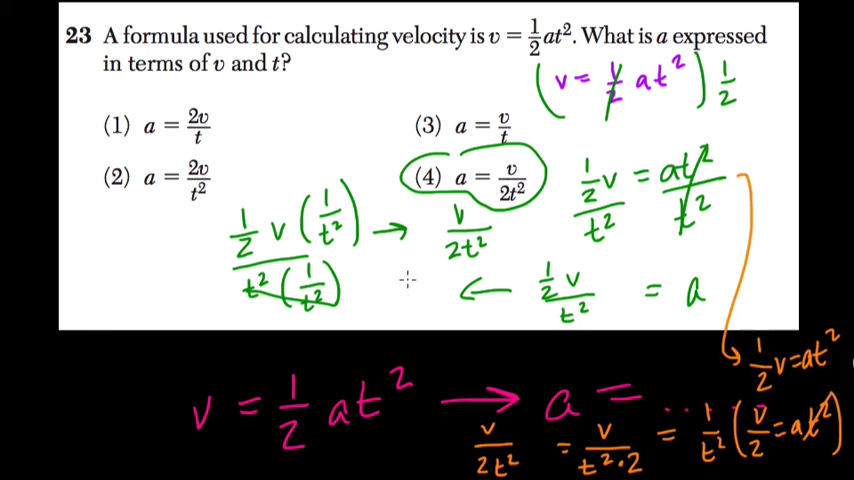 23 A formula used for calculating velocity is v = 1/2 at². What is a expressed
in terms of v and t?
(v = 1/2 at²) 1/2
(1) a = 2v/t
(3) a = v/t
(2) a = 2v/t²
(4) a = v/2t²
1/2 v / t² = at² / t²
1/2 v (1/t²) / t² (1/t²) → v/2t²
← 1/2 v / t² = a
1/2 v = at²
v = 1/2 at² → a = ...
v/2t² = v/t²·2 = 1/t² (v/2 = at²)